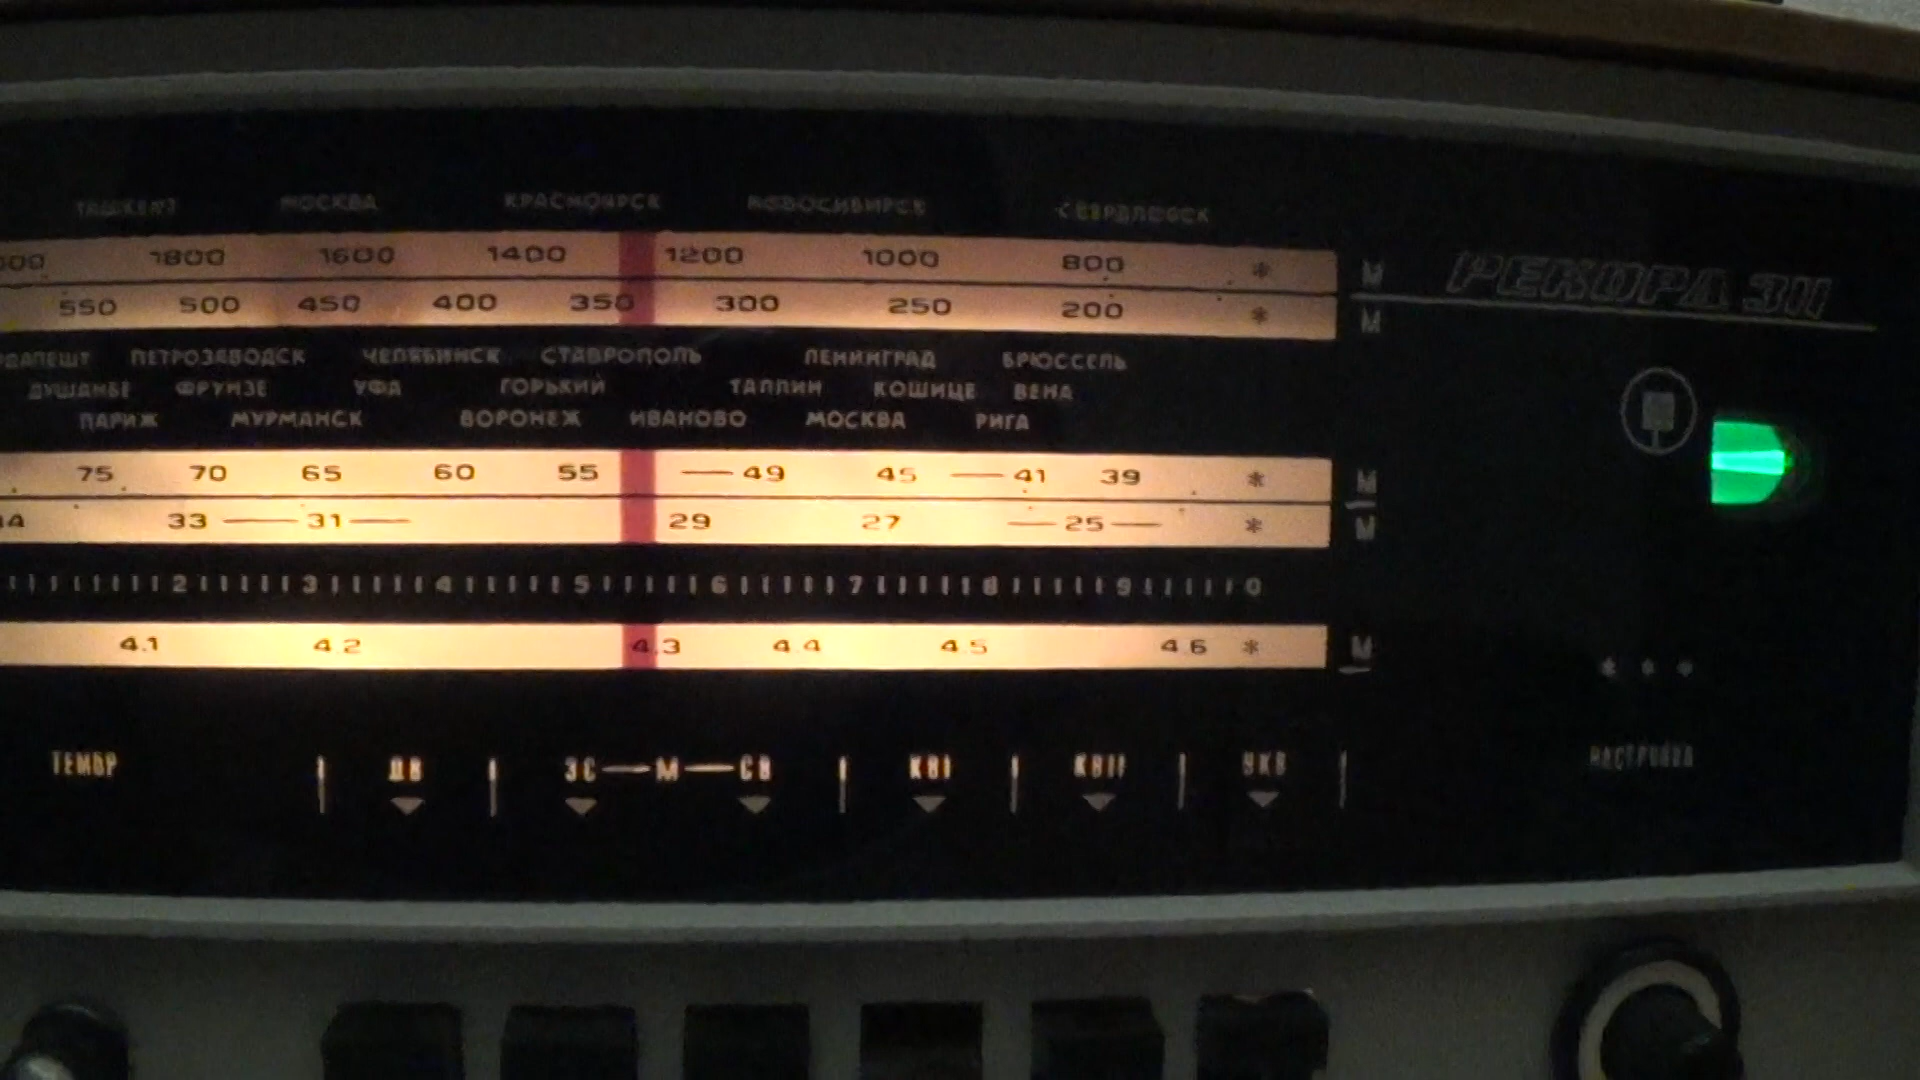 ТАШКЕНТ МОСКВА КРАСНОЯРСК НОВОСИБИРСК СВЕРДЛОВСК
1800 1600 1400 1200 1000 800 * М
РЕКОРД 311
550 500 450 400 350 300 250 200 * М
ПЕТРОЗАВОДСК ЧЕЛЯБИНСК СТАВРОПОЛЬ ЛЕНИНГРАД БРЮССЕЛЬ
ДУШАНБЕ ФРУНЗЕ УФА ГОРЬКИЙ ТАЛЛИН КОШИЦЕ ВЕНА
ПАРИЖ МУРМАНСК ВОРОНЕЖ ИВАНОВО МОСКВА РИГА
75 70 65 60 55 — 49 45 — 41 39 * М
33 — 31 — 29 27 — 25 — * М
2 3 4 5 6 7 8 9 0
4.1 4.2 4.3 4.4 4.5 4.6 * М
* * *
ТЕМБР ДВ ЗС — М — СВ КВI КВII УКВ НАСТРОЙКА